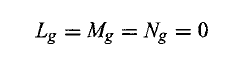 L_g = M_g = N_g = 0